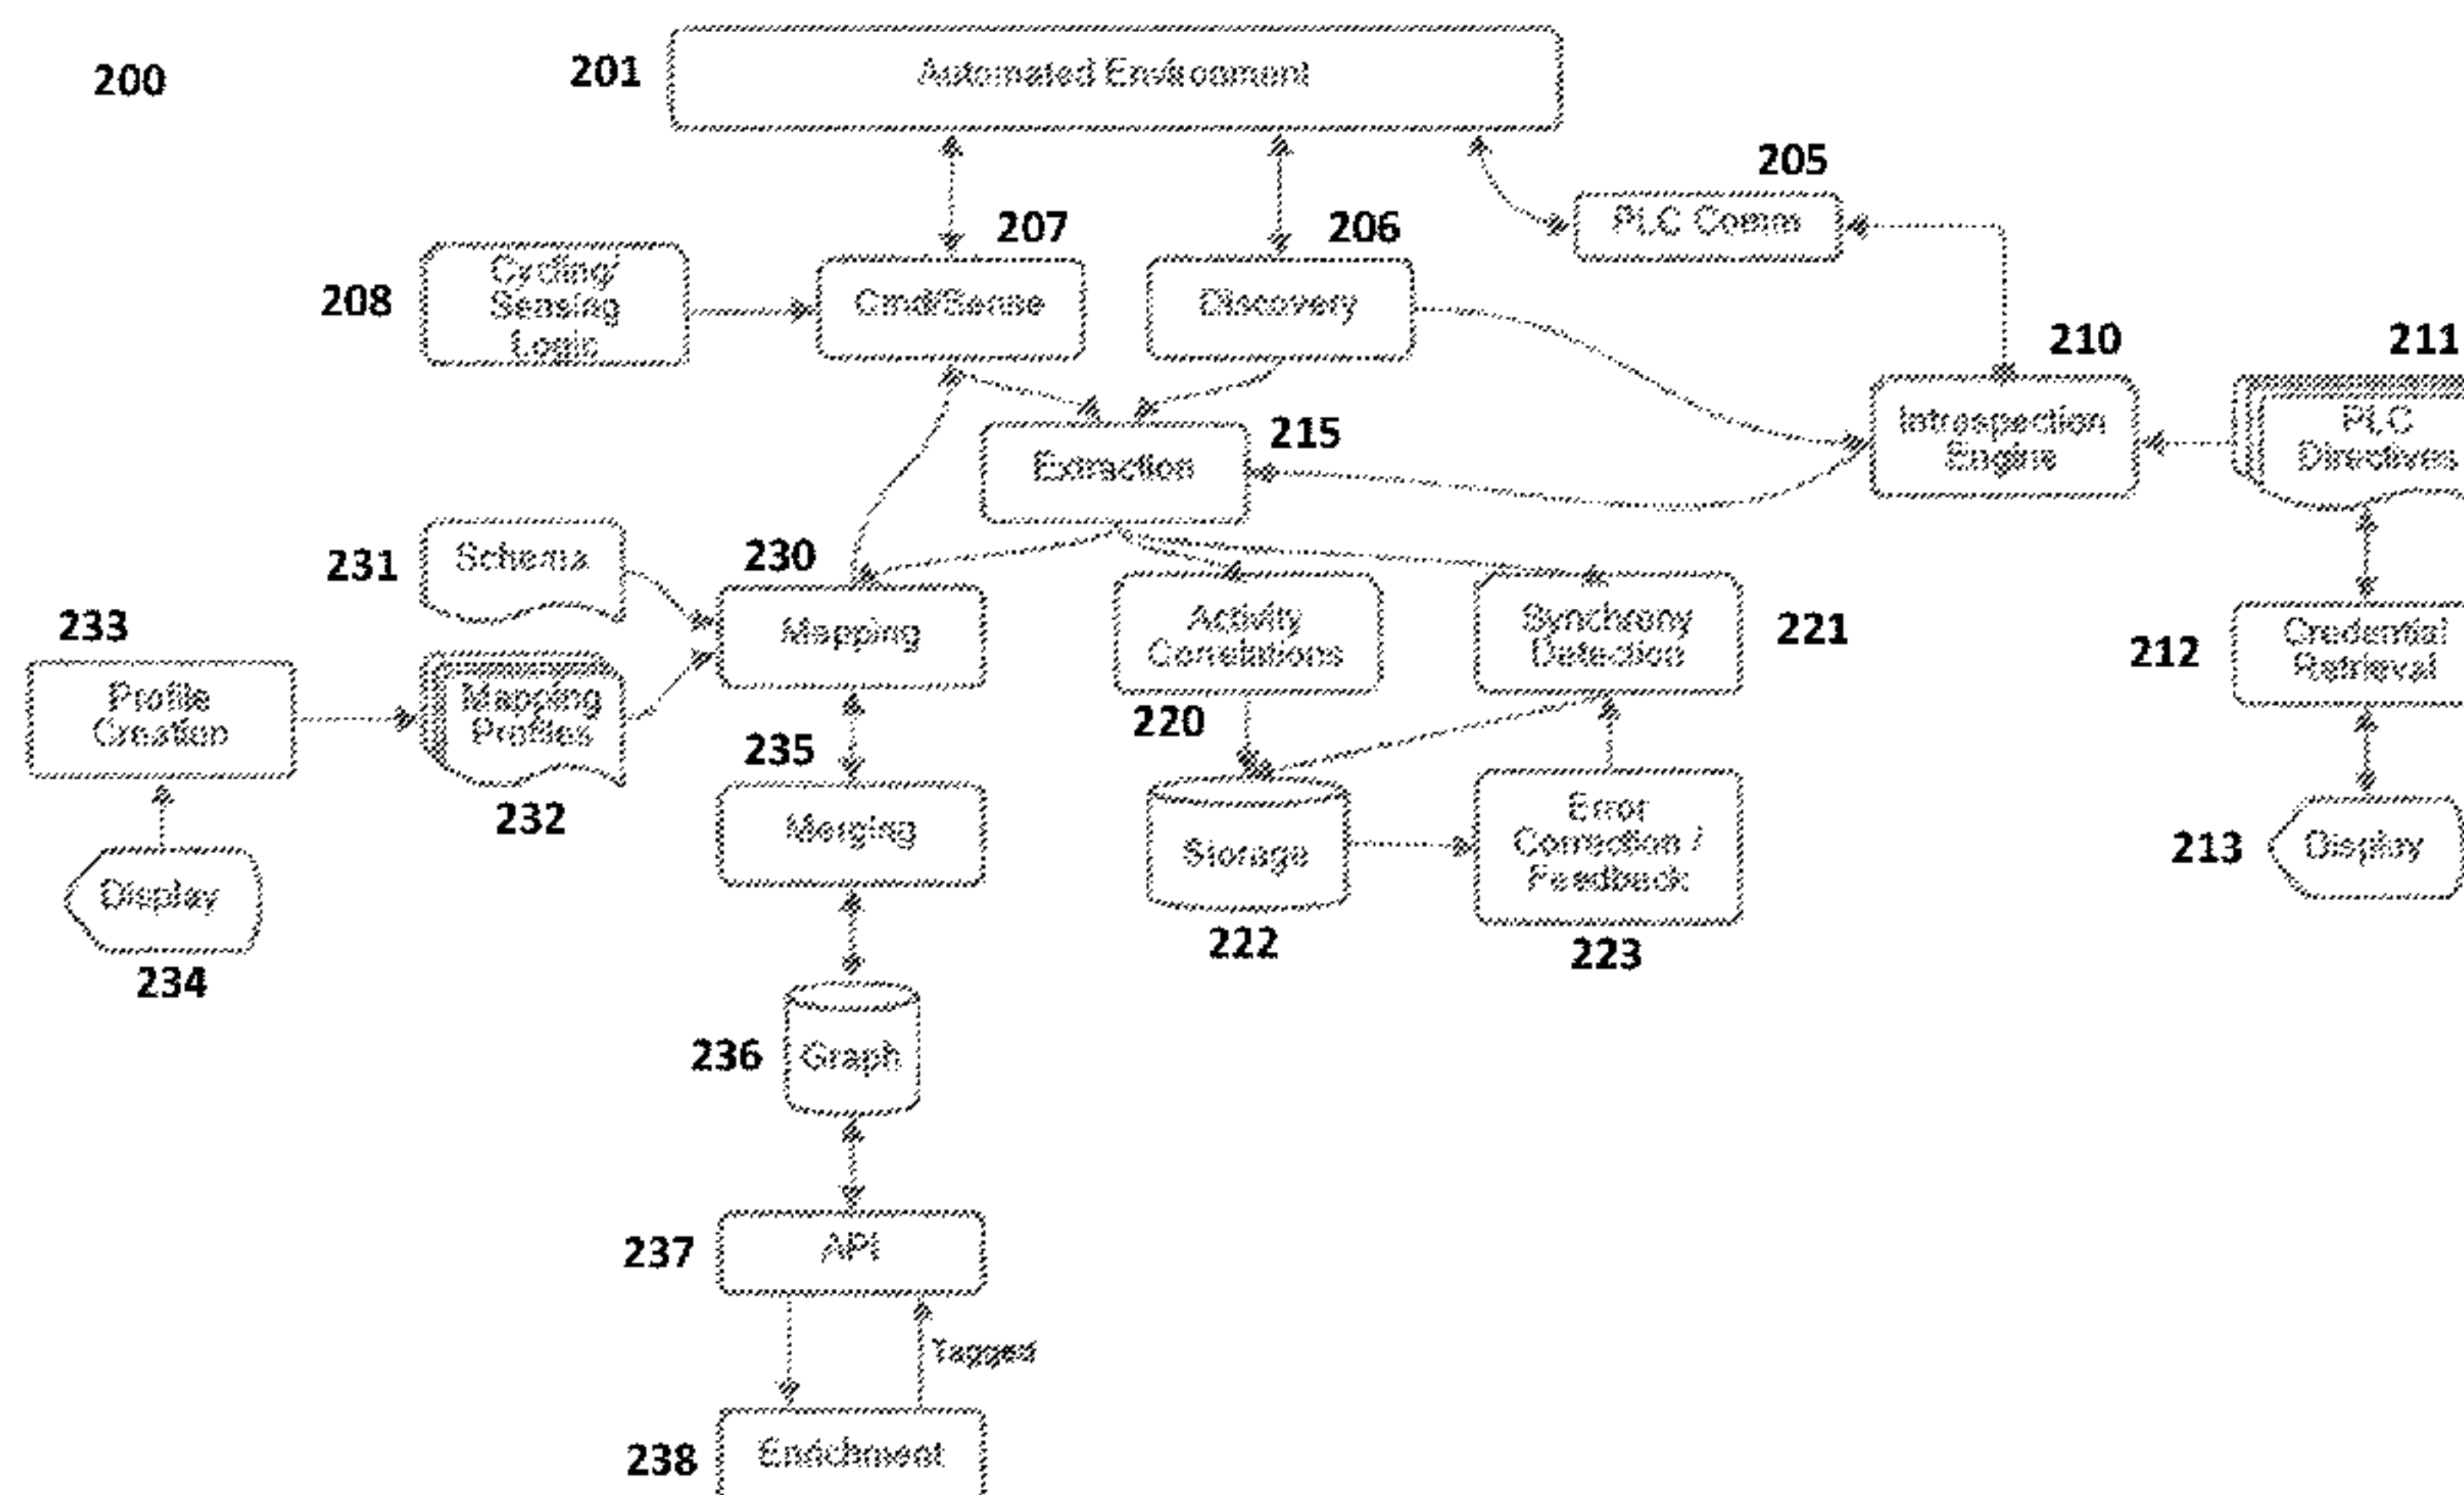 200
201
Automated Environment
205
PLC Comm
207
206
208
Cycling/
Sensing
Login
Cmd/Sense
Discovery
210
211
Introspection
Engine
PLC
Directives
215
Extraction
231
Schema
230
Mapping
Activity
Correlations
Synchrony
Detection
221
212
Credential
Retrieval
233
Profile
Creation
Mapping
Profiles
232
220
235
Merging
Storage
222
Error
Correction /
Feedback
223
213
Display
Display
234
236
Graph
237
API
Tagged
238
Enrichment